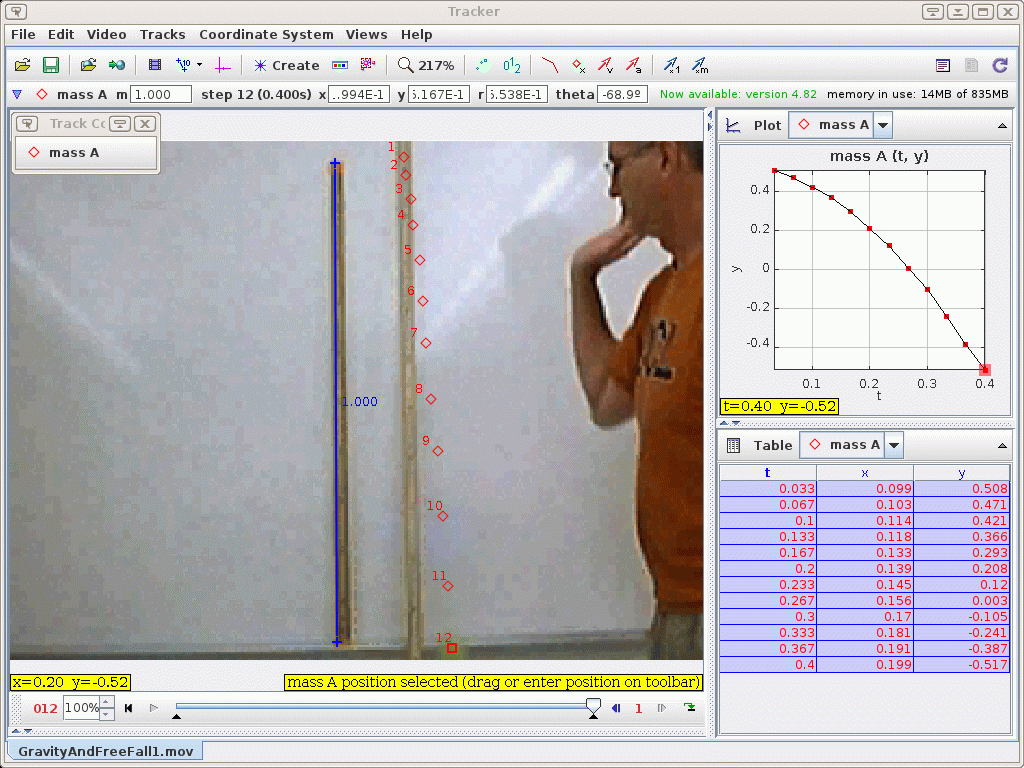 Tracker
File Edit Video Tracks Coordinate System Views Help
Create 217%
mass A m 1.000 step 12 (0.400s) x ..994E-1 y 5.167E-1 r 5.538E-1 theta -68.9º Now available: version 4.82 memory in use: 14MB of 835MB
Track Co
mass A
1
2
3
4
5
6
7
8
9
10
11
12
1.000
x=0.20 y=-0.52
mass A position selected (drag or enter position on toolbar)
012 100% 1
GravityAndFreeFall1.mov
Plot mass A
mass A (t, y)
0.4
0.2
0
-0.2
-0.4
y
0.1 0.2 0.3 0.4
t
t=0.40 y=-0.52
Table mass A
t x y
0.033 0.099 0.508
0.067 0.103 0.471
0.1 0.114 0.421
0.133 0.118 0.366
0.167 0.133 0.293
0.2 0.139 0.208
0.233 0.145 0.12
0.267 0.156 0.003
0.3 0.17 -0.105
0.333 0.181 -0.241
0.367 0.191 -0.387
0.4 0.199 -0.517